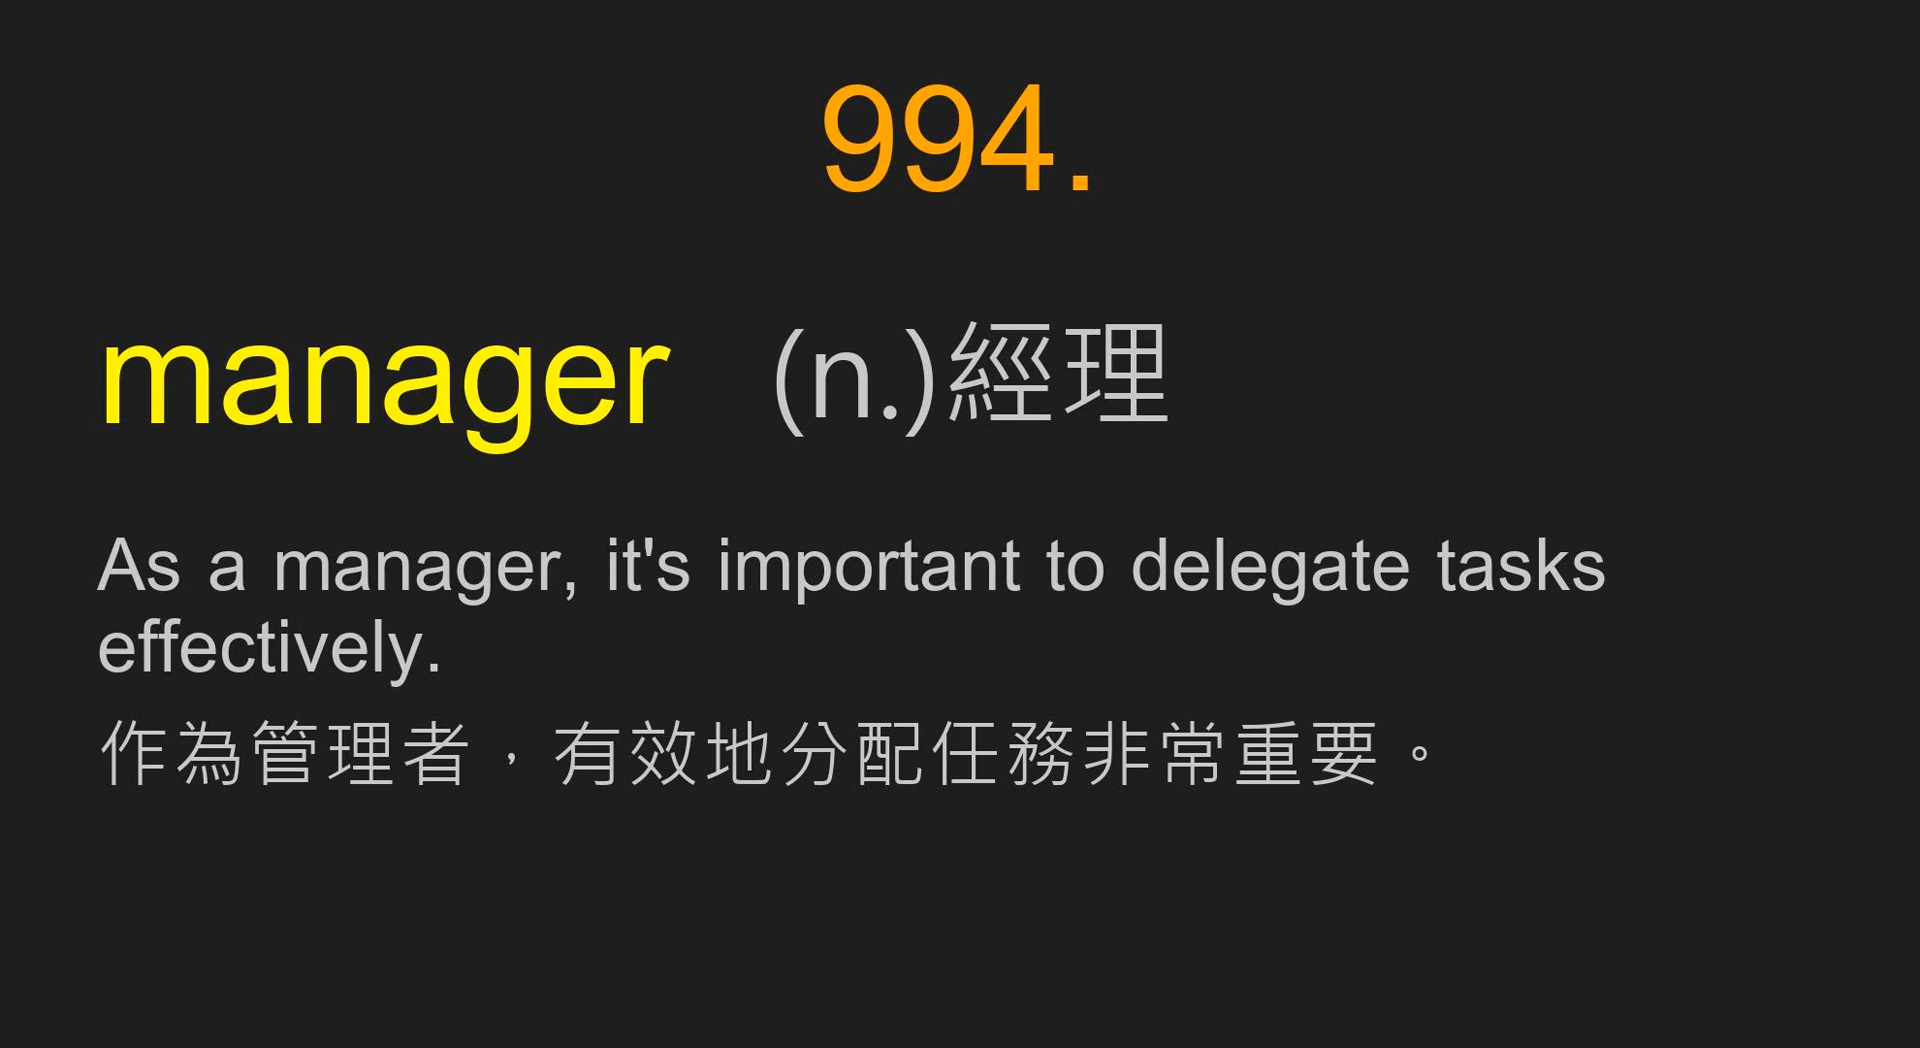 994.
manager (n.)經理
As a manager, it's important to delegate tasks
effectively.
作為管理者，有效地分配任務非常重要。